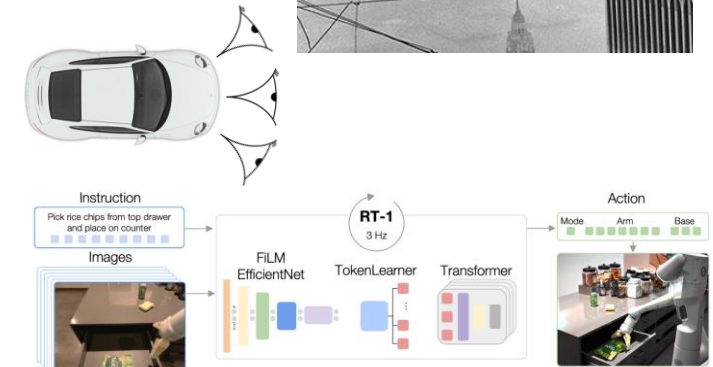 Instruction
Pick rice chips from top drawer
and place on counter
Images
RT-1
3 Hz
FiLM
EfficientNet
TokenLearner
Transformer
Action
Mode Arm Base